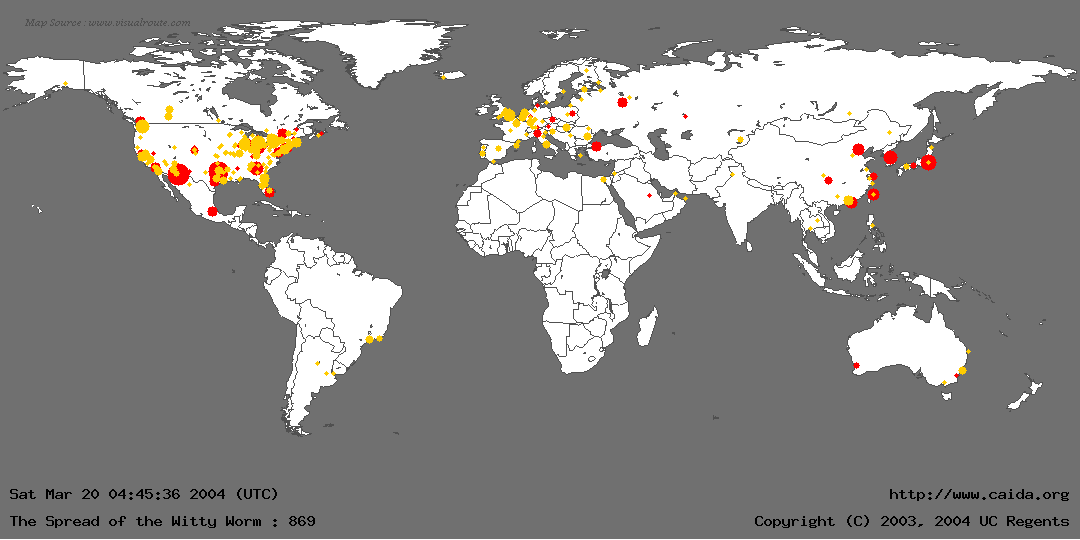 Map Source : www.visualroute.com
Sat Mar 20 04:45:36 2004 (UTC)
http://www.caida.org
The Spread of the Witty Worm : 869
Copyright (C) 2003, 2004 UC Regents